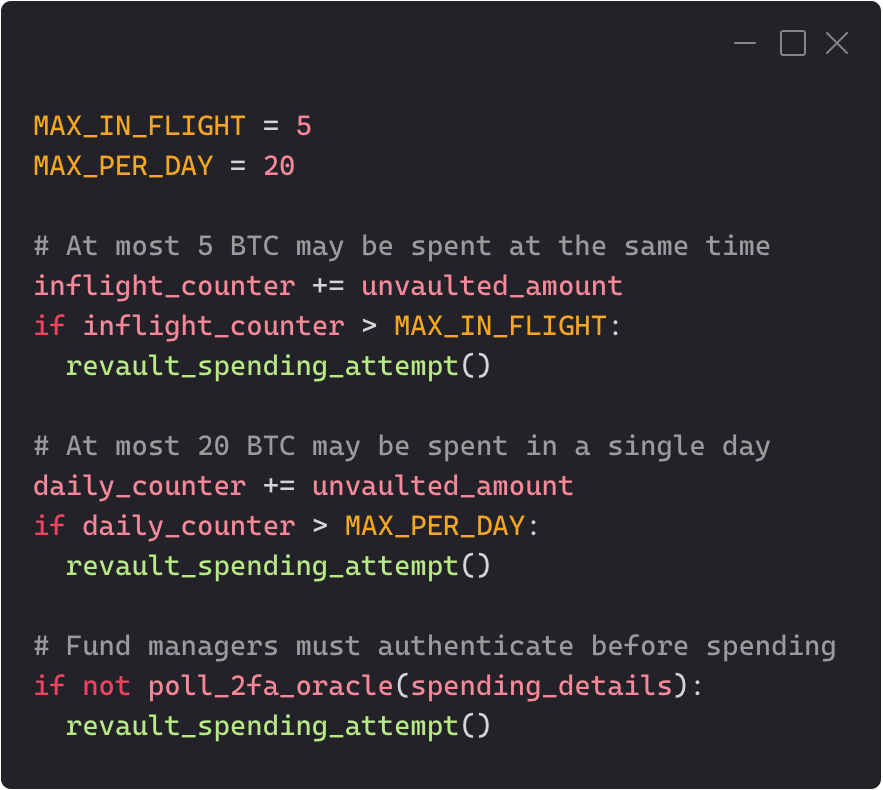 MAX_IN_FLIGHT = 5
MAX_PER_DAY = 20
# At most 5 BTC may be spent at the same time
inflight_counter += unvaulted_amount
if inflight_counter > MAX_IN_FLIGHT:
  revault_spending_attempt()
# At most 20 BTC may be spent in a single day
daily_counter += unvaulted_amount
if daily_counter > MAX_PER_DAY:
  revault_spending_attempt()
# Fund managers must authenticate before spending
if not poll_2fa_oracle(spending_details):
  revault_spending_attempt()